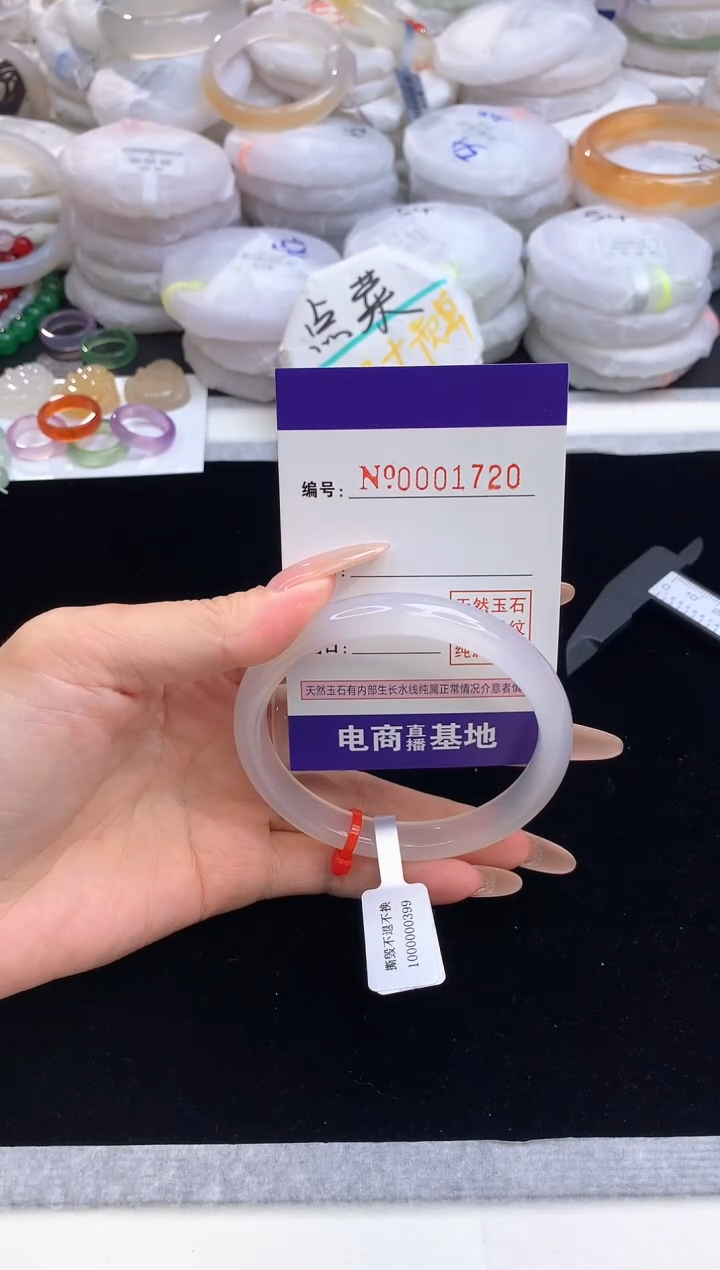 点菜
编号: Nº0001720
天然玉石
纹
天然玉石有内部生长水线纯属正常情况介意者慎
电商直播基地
撕毁不退不换
1000000399